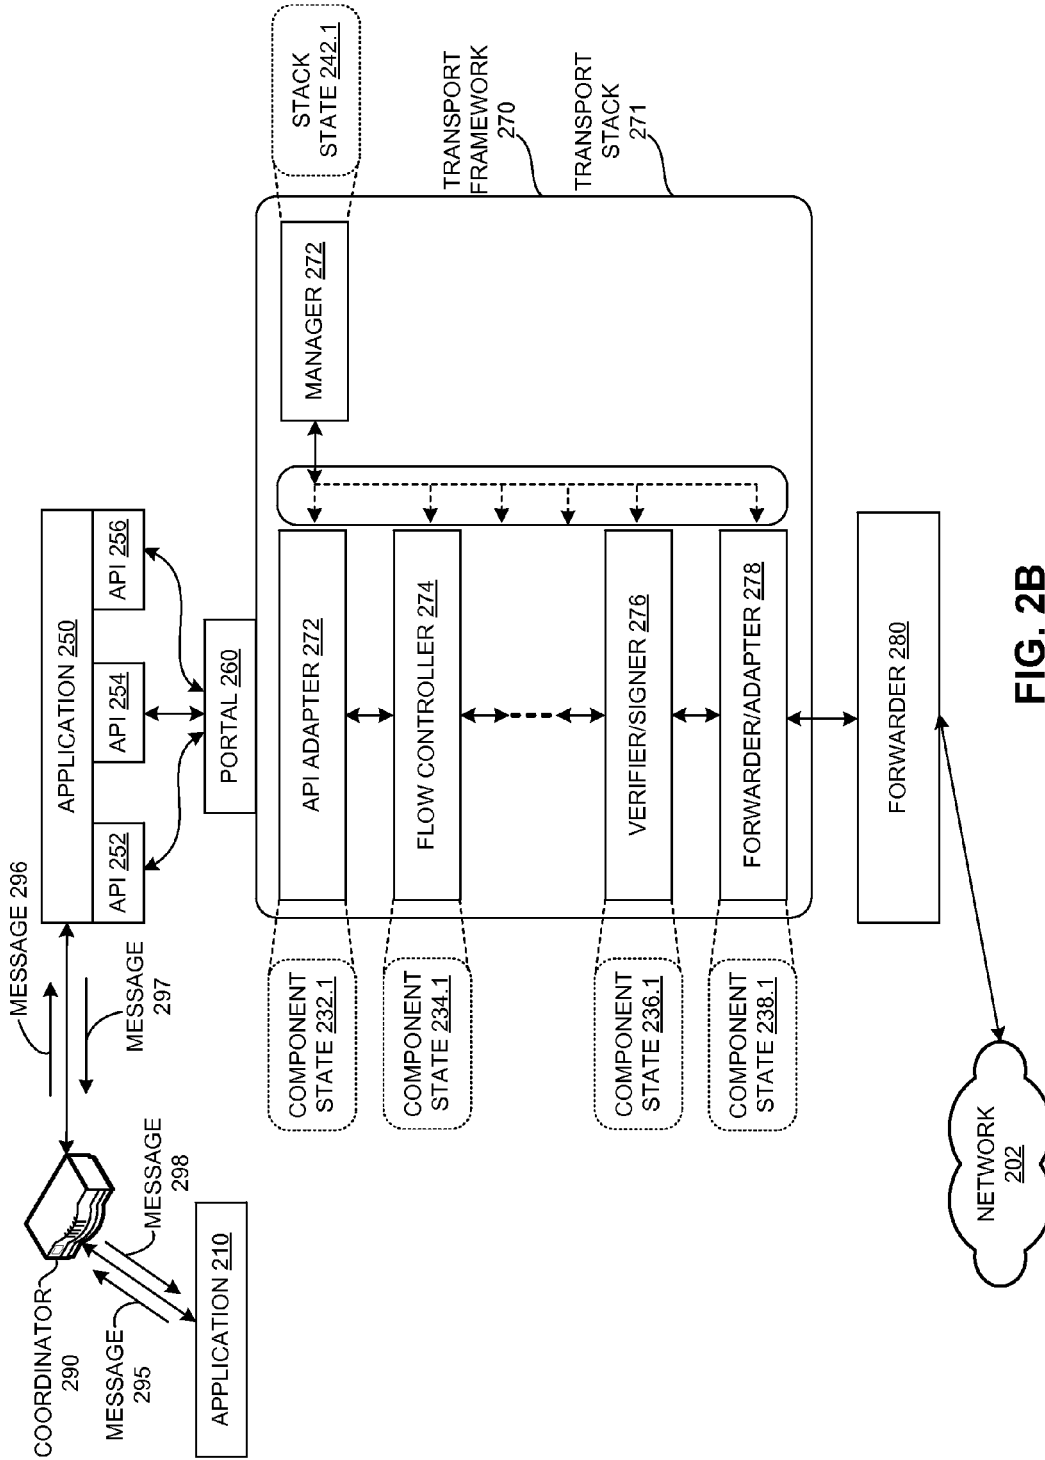 COORDINATOR
290
MESSAGE
295
MESSAGE
298
APPLICATION 210
MESSAGE 296
MESSAGE
297
APPLICATION 250
API 252
API 254
API 256
PORTAL 260
STACK
STATE 242.1
MANAGER 272
TRANSPORT
FRAMEWORK
270
TRANSPORT
STACK
271
COMPONENT
STATE 232.1
API ADAPTER 272
COMPONENT
STATE 234.1
FLOW CONTROLLER 274
COMPONENT
STATE 236.1
VERIFIER/SIGNER 276
COMPONENT
STATE 238.1
FORWARDER/ADAPTER 278
FORWARDER 280
NETWORK
202
FIG. 2B